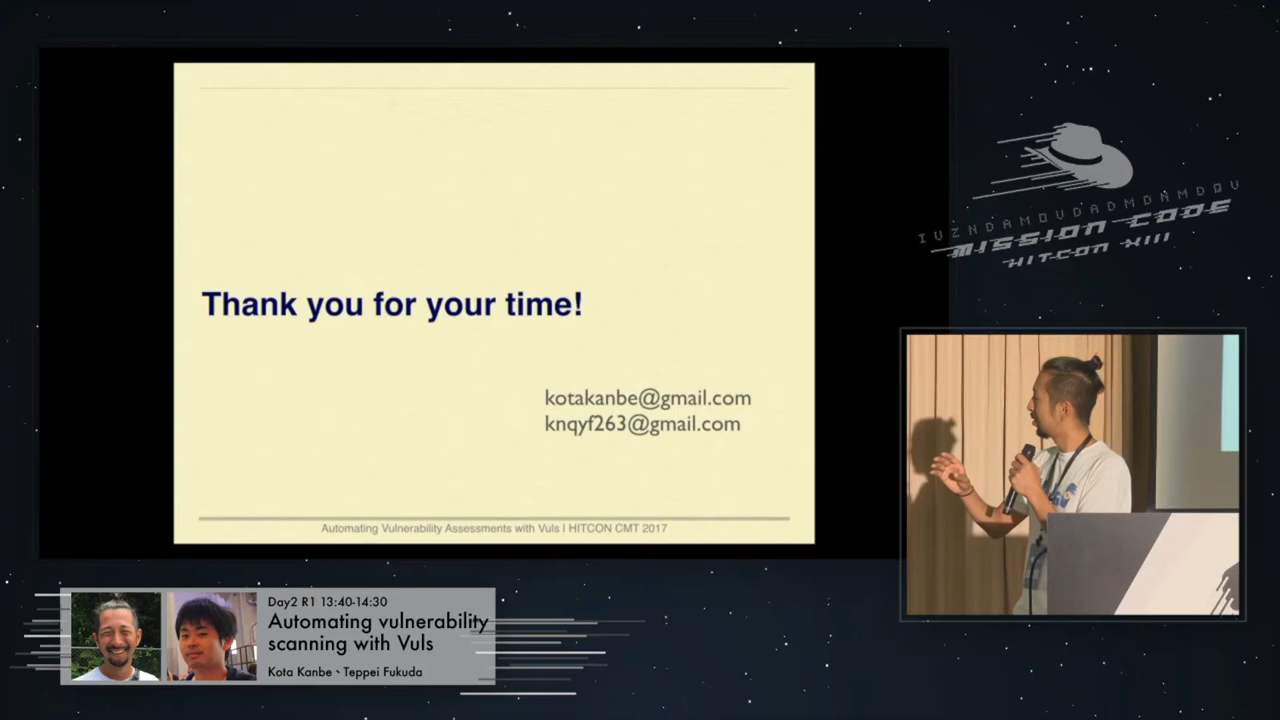 Thank you for your time!
kotakanbe@gmail.com
knqyf263@gmail.com
Automating Vulnerability Assessments with Vuls | HITCON CMT 2017
IVZNDAMOVDADMDNMDQV
MISSION CODE
HITCON XIII
Day2 R1 13:40-14:30
Automating vulnerability
scanning with Vuls
Kota Kanbe、Teppei Fukuda